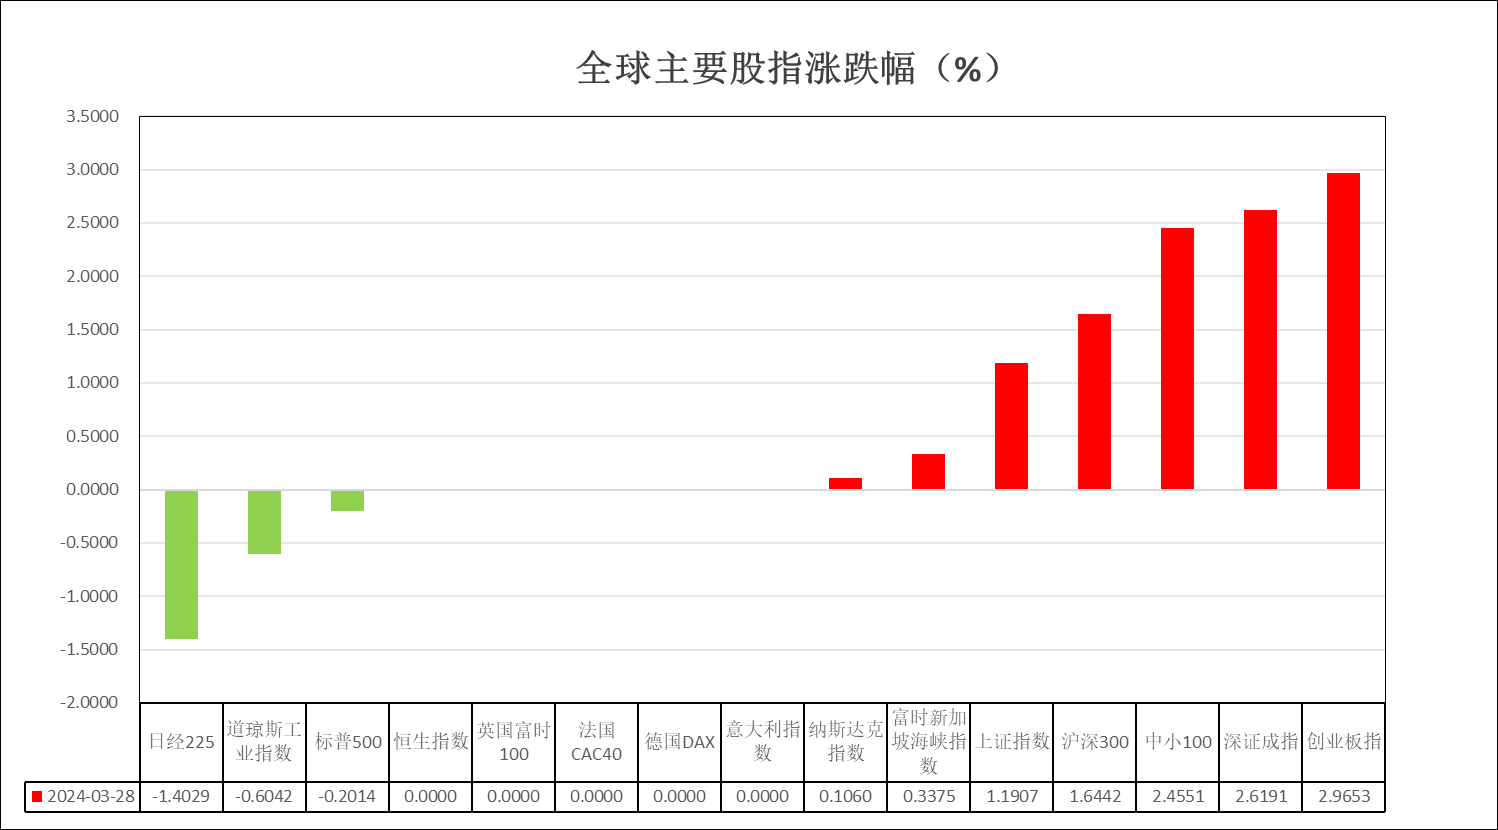 全球主要股指涨跌幅（%）
3.5000
3.0000
2.5000
2.0000
1.5000
1.0000
0.5000
0.0000
-0.5000
-1.0000
-1.5000
-2.0000
日经225
道琼斯工
业指数
标普500
恒生指数
英国富时
100
法国
CAC40
德国DAX
意大利指
数
纳斯达克
指数
富时新加
坡海峡指
数
上证指数
沪深300
中小100
深证成指
创业板指
2024-03-28 -1.4029 -0.6042 -0.2014 0.0000 0.0000 0.0000 0.0000 0.0000 0.1060 0.3375 1.1907 1.6442 2.4551 2.6191 2.9653